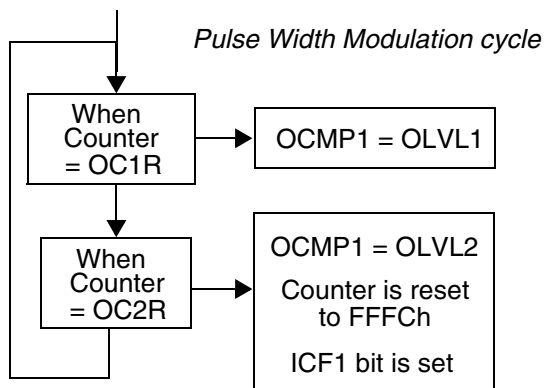 Pulse Width Modulation cycle
When
Counter
= OC1R
OCMP1 = OLVL1
When
Counter
= OC2R
OCMP1 = OLVL2
Counter is reset
to FFFCh
ICF1 bit is set